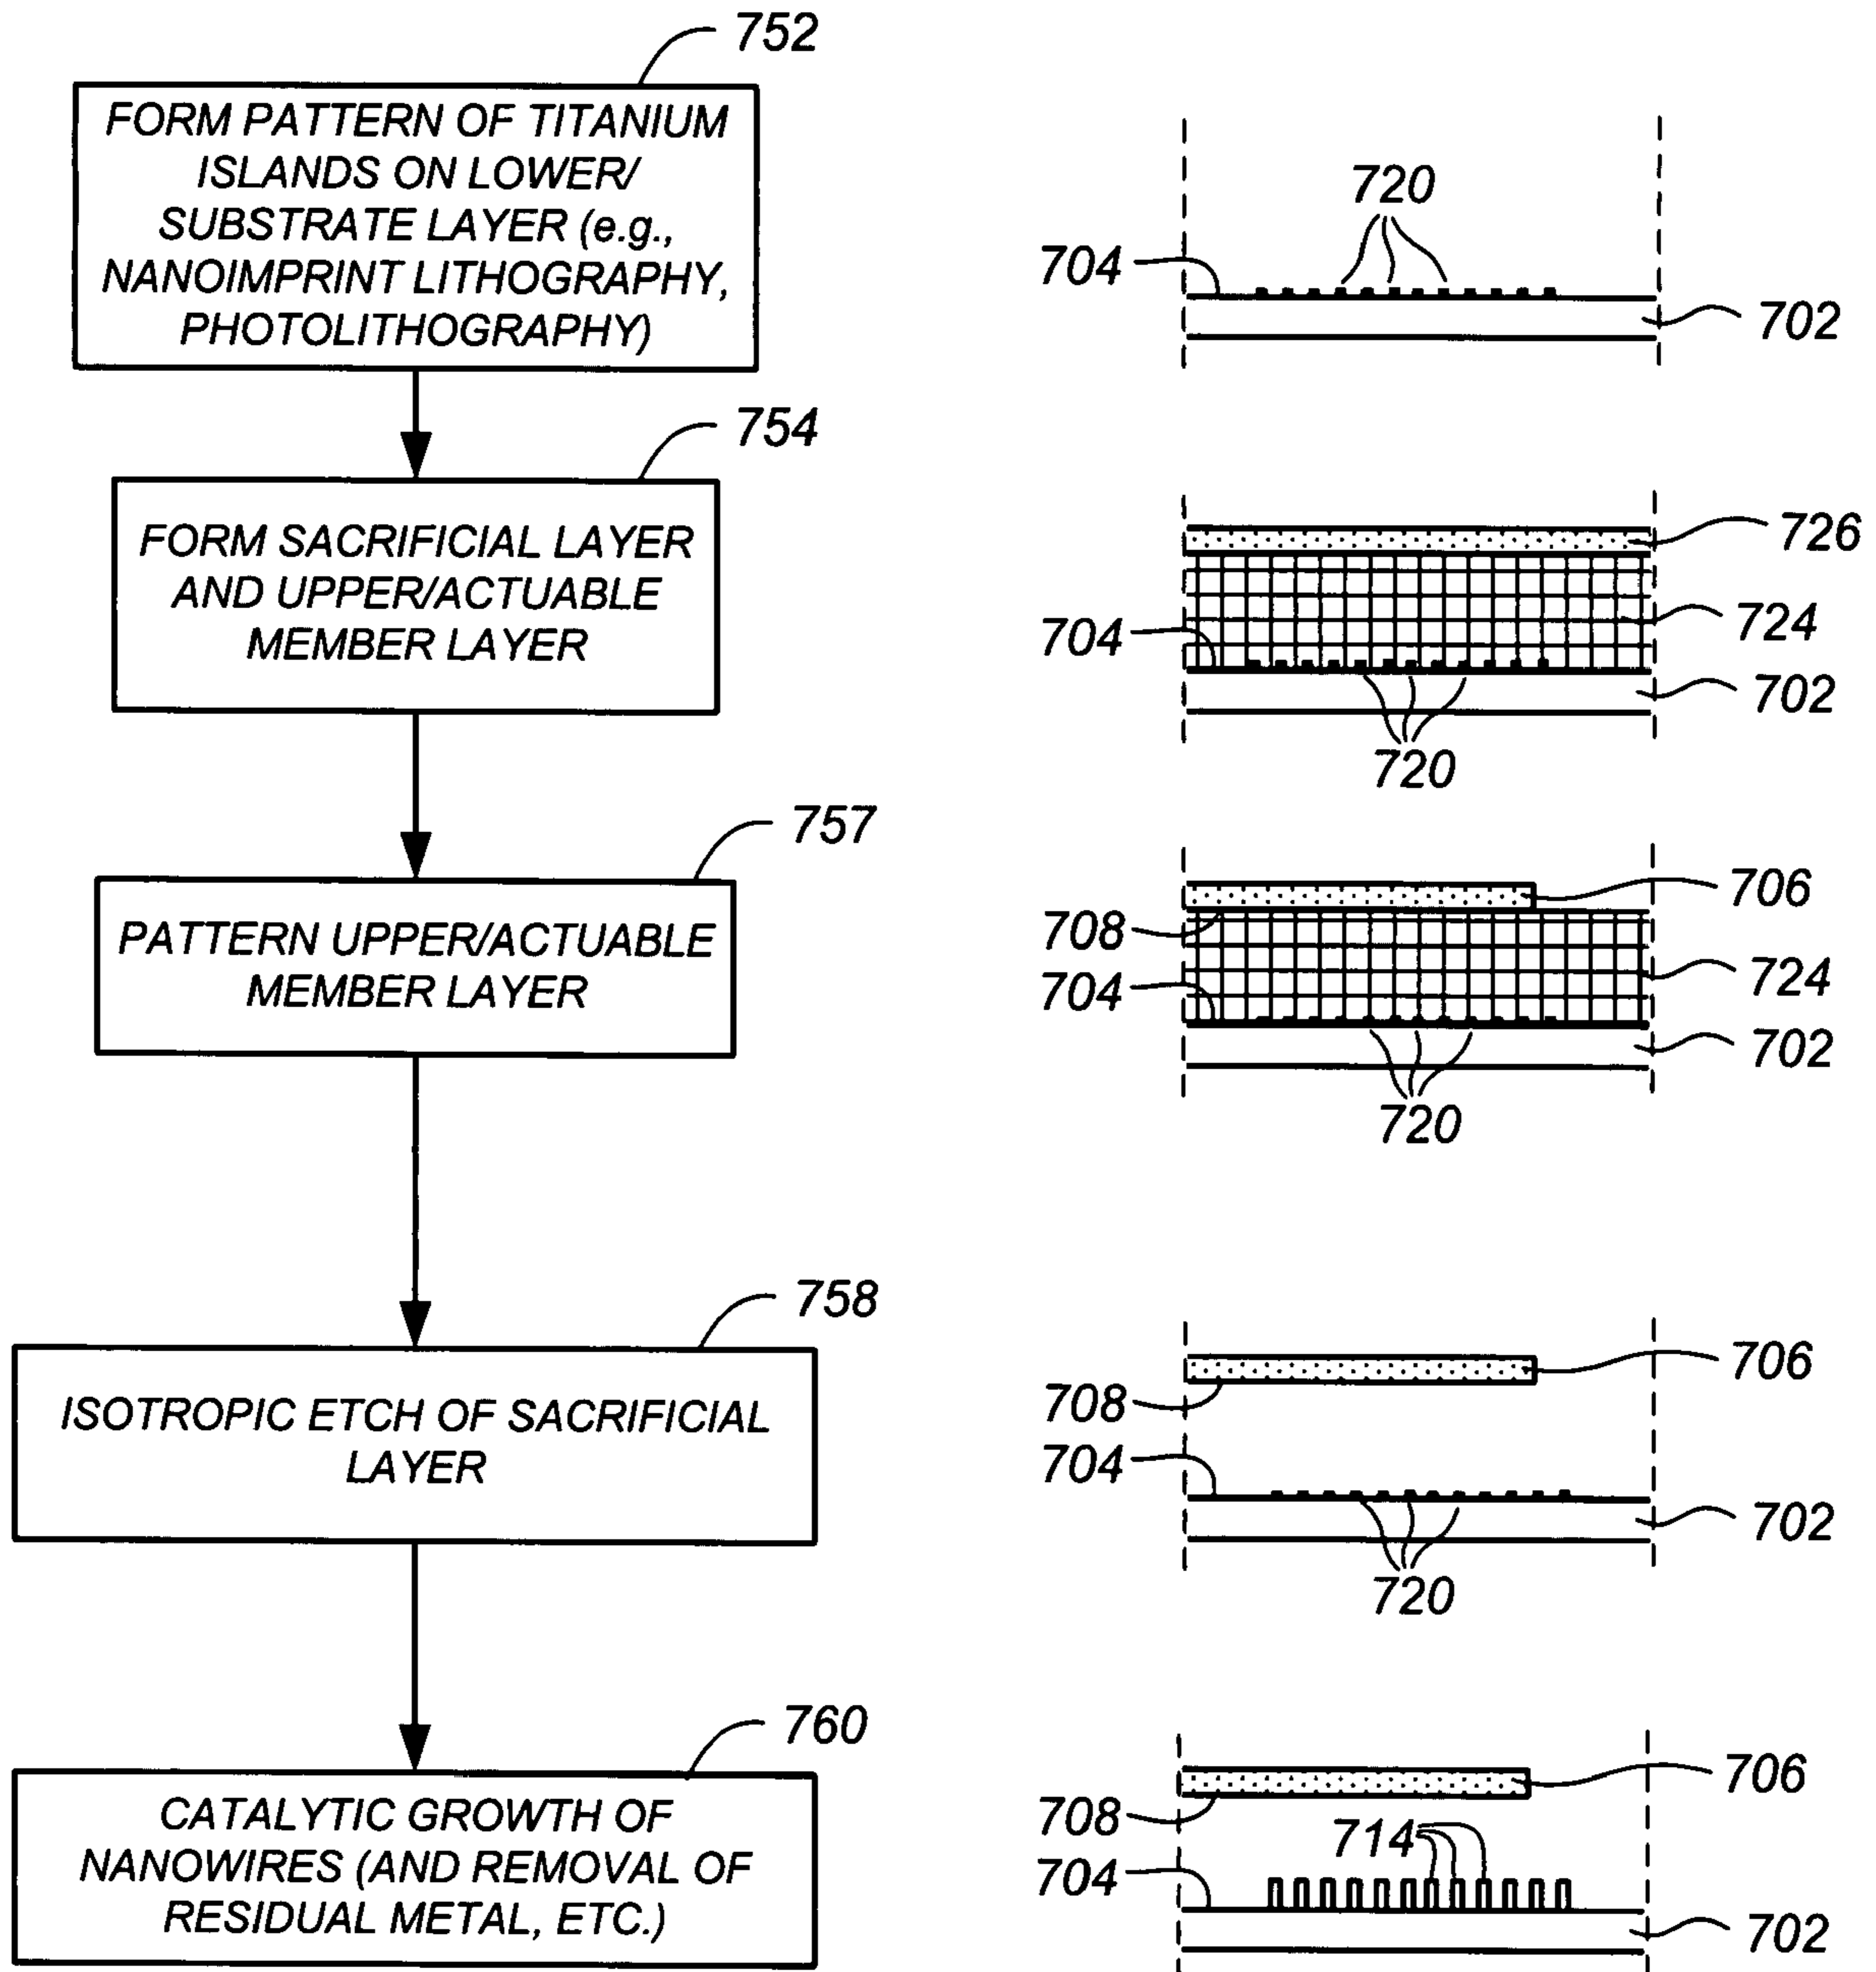 752
FORM PATTERN OF TITANIUM
ISLANDS ON LOWER/
SUBSTRATE LAYER (e.g.,
NANOIMPRINT LITHOGRAPHY,
PHOTOLITHOGRAPHY)
720
704
702
754
FORM SACRIFICIAL LAYER
AND UPPER/ACTUABLE
MEMBER LAYER
726
724
704
702
720
757
PATTERN UPPER/ACTUABLE
MEMBER LAYER
706
708
724
704
702
720
758
ISOTROPIC ETCH OF SACRIFICIAL
LAYER
706
708
704
702
720
760
CATALYTIC GROWTH OF
NANOWIRES (AND REMOVAL OF
RESIDUAL METAL, ETC.)
706
708
714
704
702